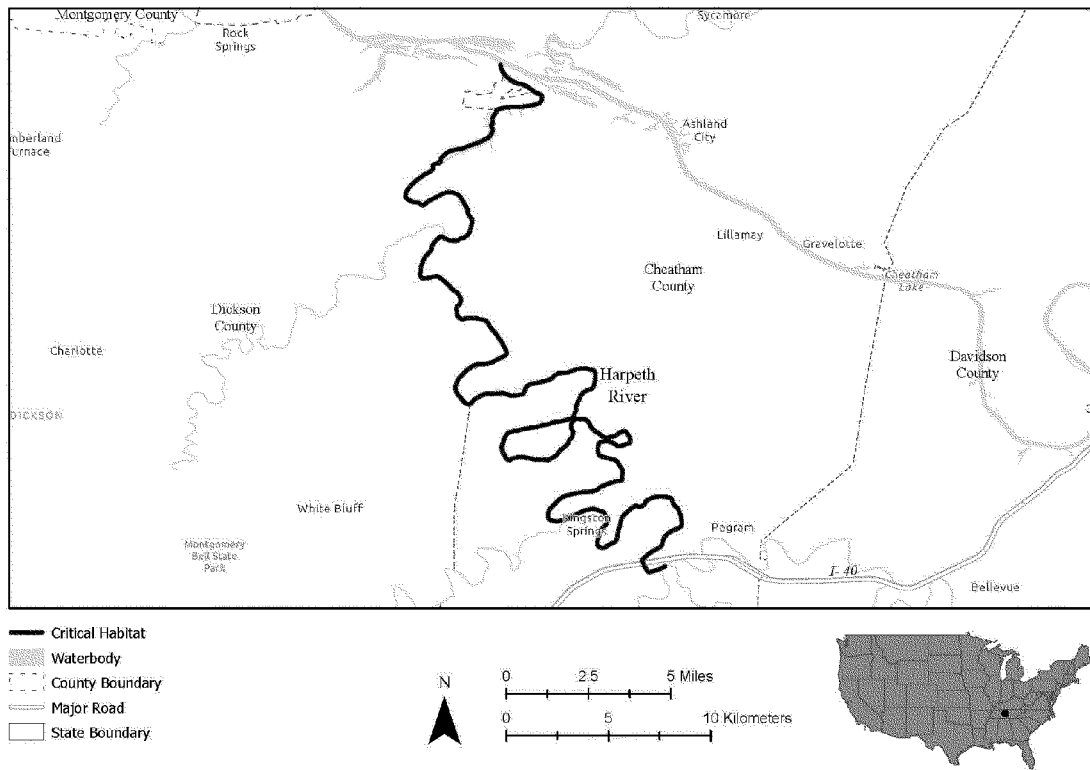 Montgomery County
Rock
Springs
Sycamore
mberland
urnace
Ashland
City
Lillamay
Gravelotte
Cheatham
County
Cheatham
Lake
Dickson
County
Charlotte
Davidson
County
Harpeth
River
DICKSON
White Bluff
Kingston
Springs
Pegram
Montgomery
Bell State
Park
I-40
Bellevue
Critical Habitat
Waterbody
County Boundary
Major Road
State Boundary
N
0 2.5 5 Miles
0 5 10 Kilometers